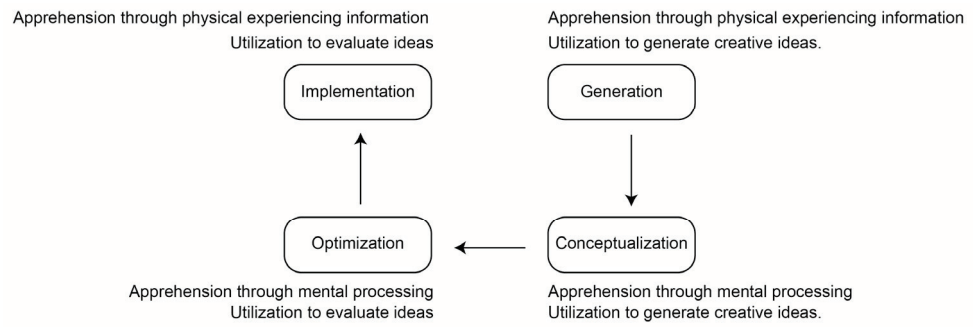 Apprehension through physical experiencing information
Utilization to evaluate ideas
Implementation
Apprehension through physical experiencing information
Utilization to generate creative ideas.
Generation
Optimization
Apprehension through mental processing
Utilization to evaluate ideas
Conceptualization
Apprehension through mental processing
Utilization to generate creative ideas.